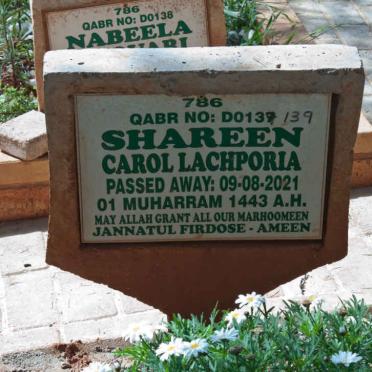 786
QABR NO: D0138
NABEELA
786
QABR NO: D0137 / 139
SHAREEN
CAROL LACHPORIA
PASSED AWAY: 09-08-2021
01 MUHARRAM 1443 A.H.
MAY ALLAH GRANT ALL OUR MARHOOMEEN
JANNATUL FIRDOSE - AMEEN